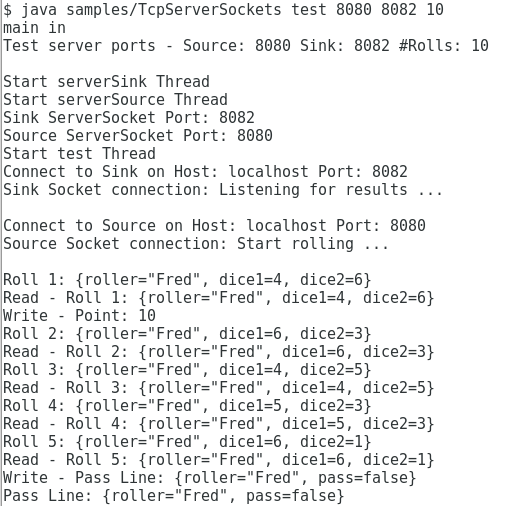 $ java samples/TcpServerSockets test 8080 8082 10
main in
Test server ports - Source: 8080 Sink: 8082 #Rolls: 10
Start serverSink Thread
Start serverSource Thread
Sink ServerSocket Port: 8082
Source ServerSocket Port: 8080
Start test Thread
Connect to Sink on Host: localhost Port: 8082
Sink Socket connection: Listening for results ...
Connect to Source on Host: localhost Port: 8080
Source Socket connection: Start rolling ...
Roll 1: {roller="Fred", dice1=4, dice2=6}
Read - Roll 1: {roller="Fred", dice1=4, dice2=6}
Write - Point: 10
Roll 2: {roller="Fred", dice1=6, dice2=3}
Read - Roll 2: {roller="Fred", dice1=6, dice2=3}
Roll 3: {roller="Fred", dice1=4, dice2=5}
Read - Roll 3: {roller="Fred", dice1=4, dice2=5}
Roll 4: {roller="Fred", dice1=5, dice2=3}
Read - Roll 4: {roller="Fred", dice1=5, dice2=3}
Roll 5: {roller="Fred", dice1=6, dice2=1}
Read - Roll 5: {roller="Fred", dice1=6, dice2=1}
Write - Pass Line: {roller="Fred", pass=false}
Pass Line: {roller="Fred", pass=false}